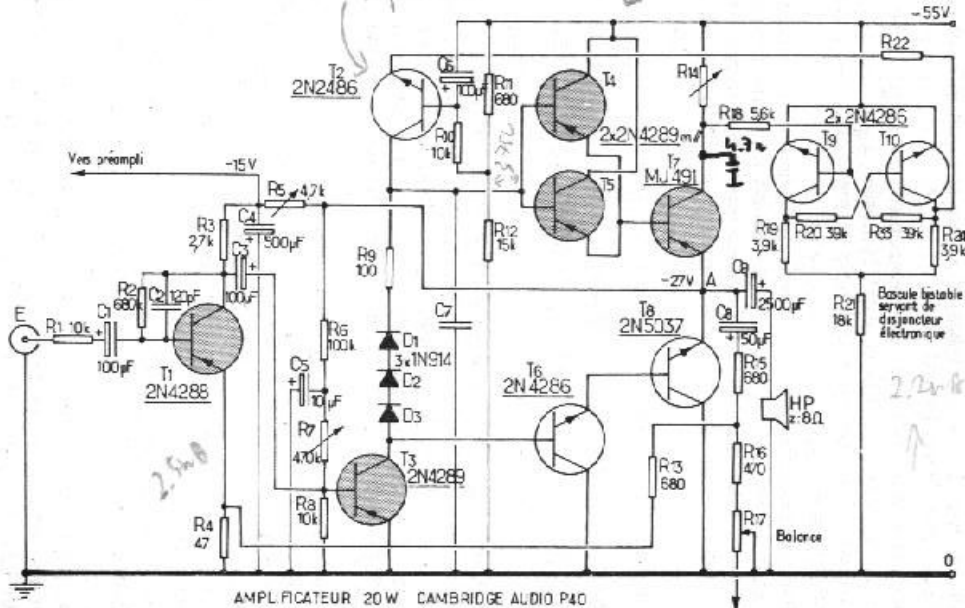 -55V
R22
T2
2N2486
C6
100µF
R11
680
T4
R14
R10
10k
2x2N4289
R18 5,6k
2x2N4286
T9
T10
4.7n
Vers préampli
-15V
T5
T7
MJ491
R5 4,7k
R3
2,7k
C4
500µF
C3
100µF
R12
15k
R19
3,9k
R20 39k
R33 39k
3,9k
R9
100
-27V A
C9
2500µF
R2
680k
C2 120pF
E
R1 10k
C1
100µF
C7
T8
2N5037
C8
50µF
R21
18k
Bascule bistable
servant de
disjoncteur
électronique
R6
100k
D1
3x1N914
D2
D3
T1
2N4288
T6
2N4286
R15
680
HP
z:8Ω
C5
10µF
R7
470k
T3
2N4289
R13
680
R16
470
R8
10k
R4
47
R17
Balance
0
AMPLIFICATEUR 20W CAMBRIDGE AUDIO P40